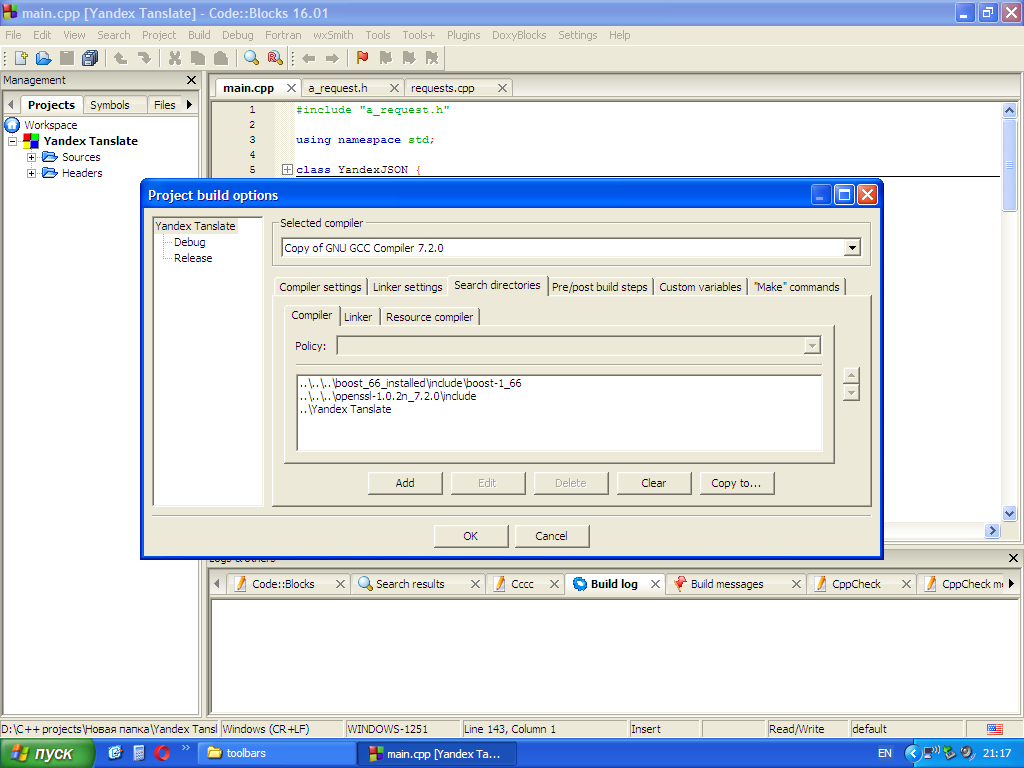 main.cpp [Yandex Tanslate] - Code::Blocks 16.01
File Edit View Search Project Build Debug Fortran wxSmith Tools Tools+ Plugins DoxyBlocks Settings Help
Management
Projects Symbols Files
Workspace
Yandex Tanslate
Sources
Headers
main.cpp a_request.h requests.cpp
1 #include "a_request.h"
2
3 using namespace std;
4
5 class YandexJSON {
Project build options
Yandex Tanslate
Debug
Release
Selected compiler
Copy of GNU GCC Compiler 7.2.0
Compiler settings Linker settings Search directories Pre/post build steps Custom variables "Make" commands
Compiler Linker Resource compiler
Policy:
..\..\..\boost_66_installed\include\boost-1_66
..\..\..\openssl-1.0.2n_7.2.0\include
..\Yandex Tanslate
Add Edit Delete Clear Copy to...
OK Cancel
Logs & others
Code::Blocks Search results Cccc Build log Build messages CppCheck CppCheck me
D:\C++ projects\Новая папка\Yandex Tansl Windows (CR+LF) WINDOWS-1251 Line 143, Column 1 Insert Read/Write default
пуск toolbars main.cpp [Yandex Ta... EN 21:17